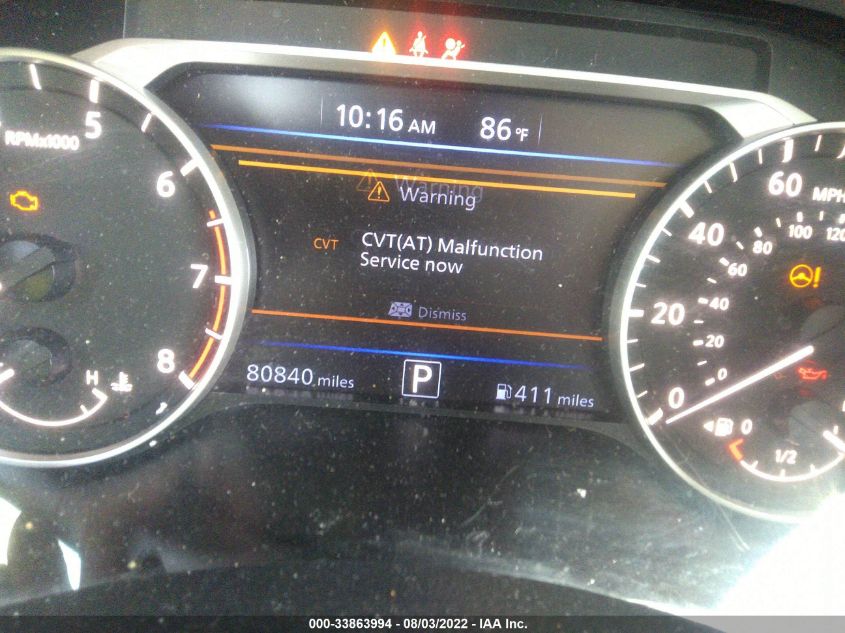 10:16 AM 86°F
5
RPMx1000
6
7
8
H
Warning
Warning
CVT CVT(AT) Malfunction
Service now
Dismiss
80840 miles P 411 miles
60 MPH
40
20
0
100 120
80
60
40
20
0
0
1/2
000-33863994 - 08/03/2022 - IAA Inc.